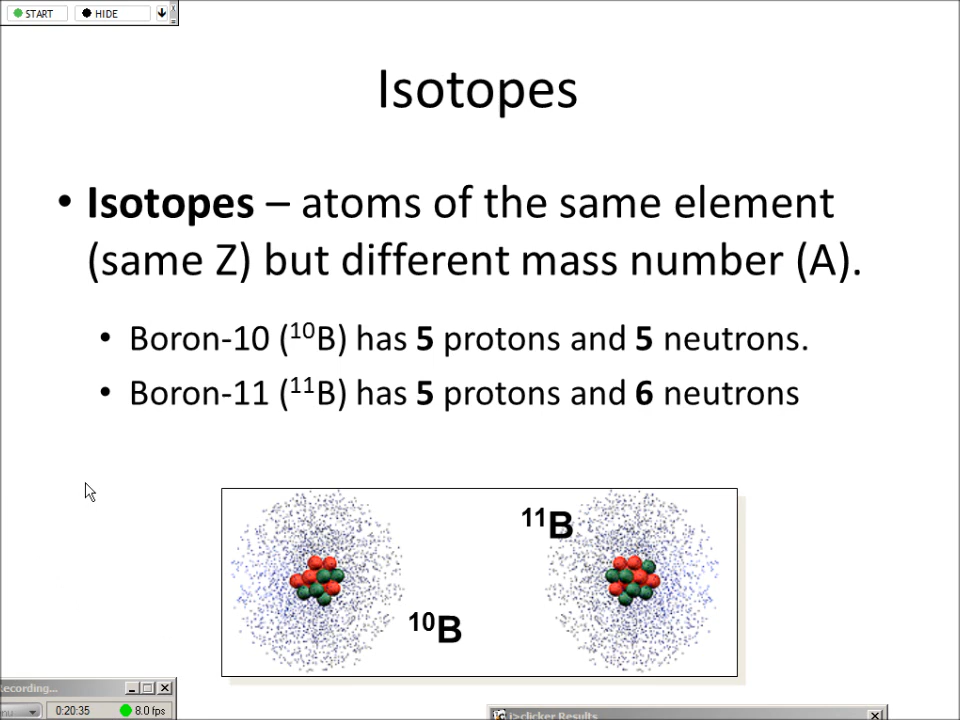 START HIDE
Isotopes
• Isotopes – atoms of the same element
(same Z) but different mass number (A).
• Boron-10 (¹⁰B) has 5 protons and 5 neutrons.
• Boron-11 (¹¹B) has 5 protons and 6 neutrons
¹¹B
¹⁰B
ecording...
nu 0:20:35 8.0 fps
i>clicker Results